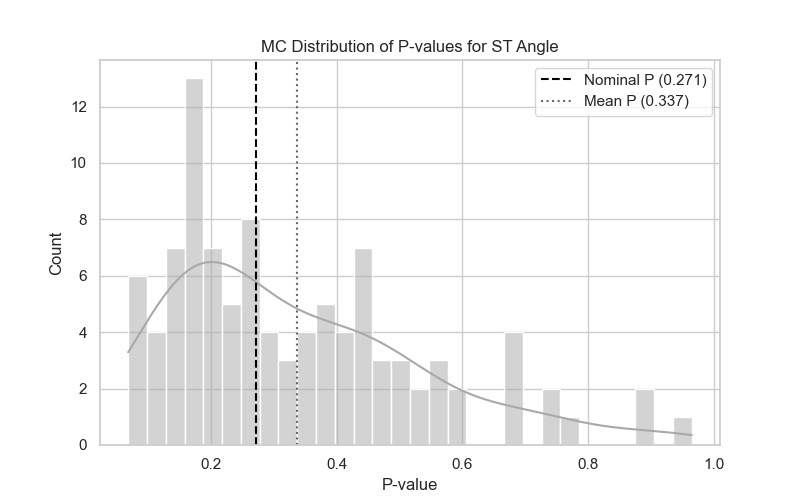 MC Distribution of P-values for ST Angle
Nominal P (0.271)
Mean P (0.337)
12
10
8
6
4
2
0
Count
0.2 0.4 0.6 0.8 1.0
P-value